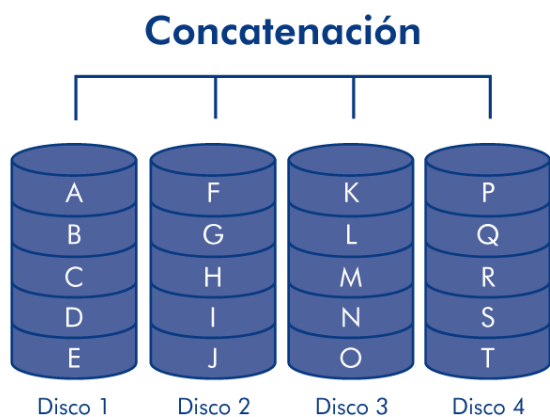 Concatenación
A F K P
B G L Q
C H M R
D I N S
E J O T
Disco 1 Disco 2 Disco 3 Disco 4